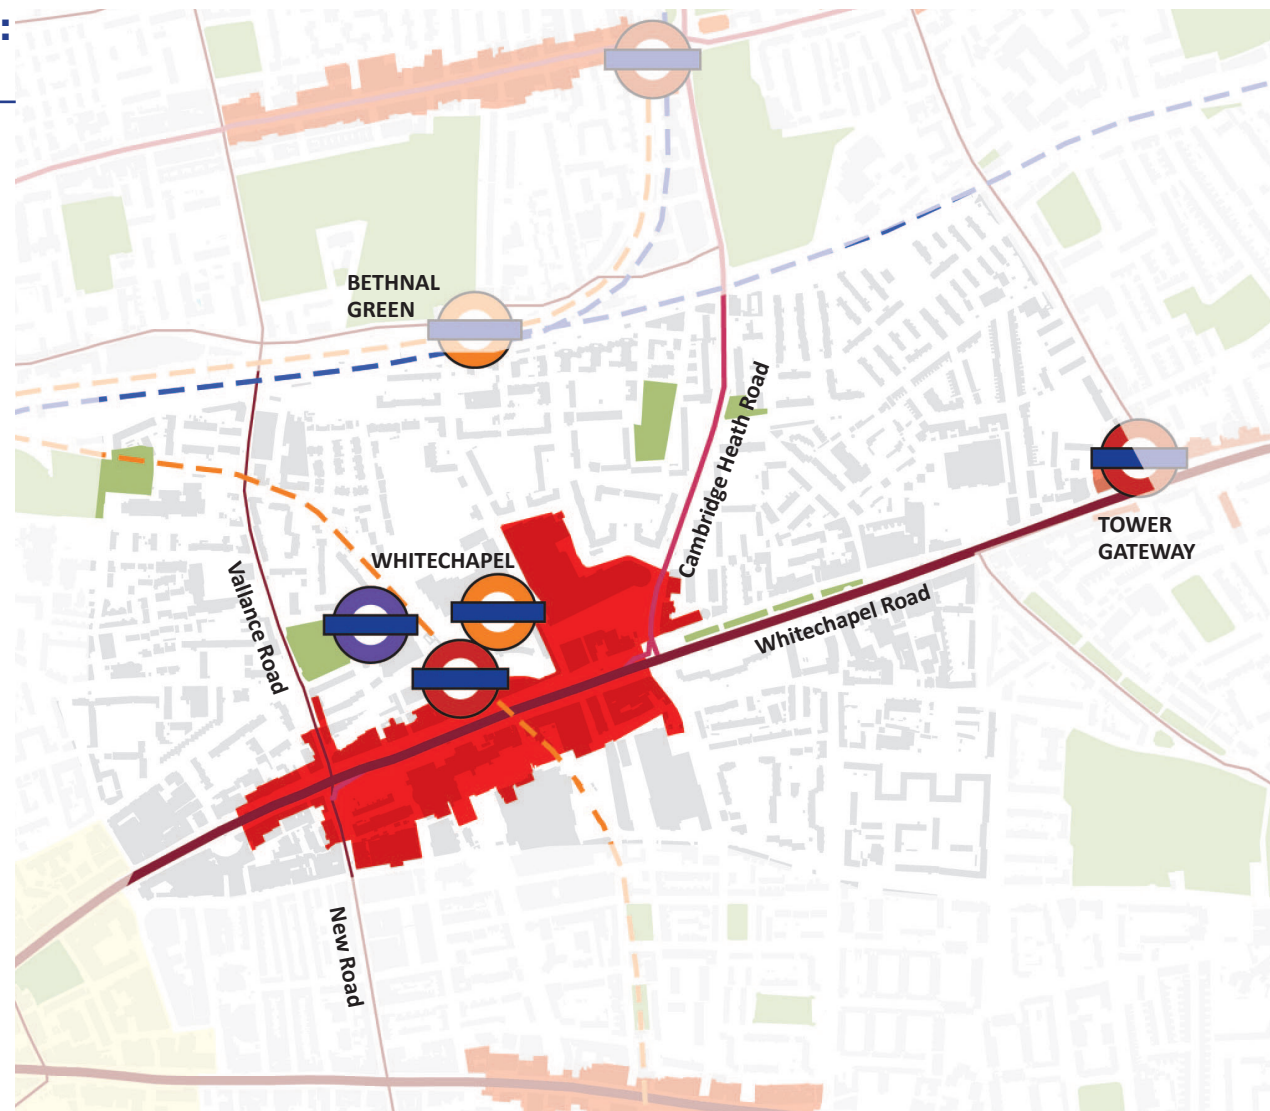 :
BETHNAL
GREEN
Cambridge Heath Road
TOWER
GATEWAY
WHITECHAPEL
Vallance Road
Whitechapel Road
New Road